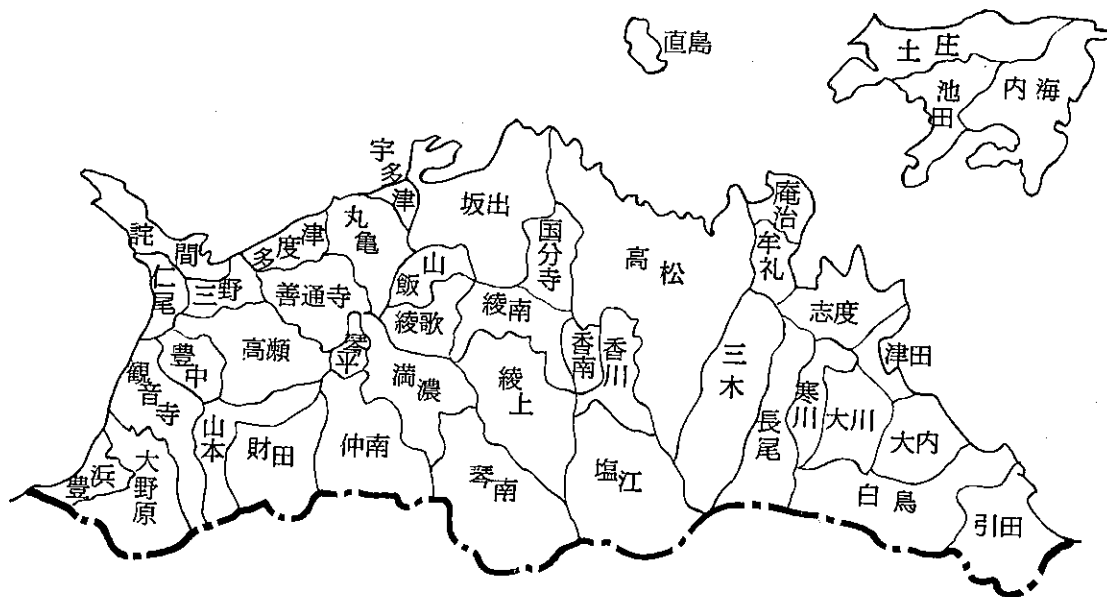 直島
土庄
池田
内海
宇多津
坂出
丸亀
多度津
詫間
仁尾
三野
善通寺
飯山
国分寺
高松
庵治
牟礼
志度
津田
綾歌
綾南
香南
香川
三木
長尾
寒川
大川
大内
白鳥
引田
高瀬
琴平
満濃
綾上
豊中
観音寺
山本
財田
仲南
琴南
塩江
豊浜
大野原